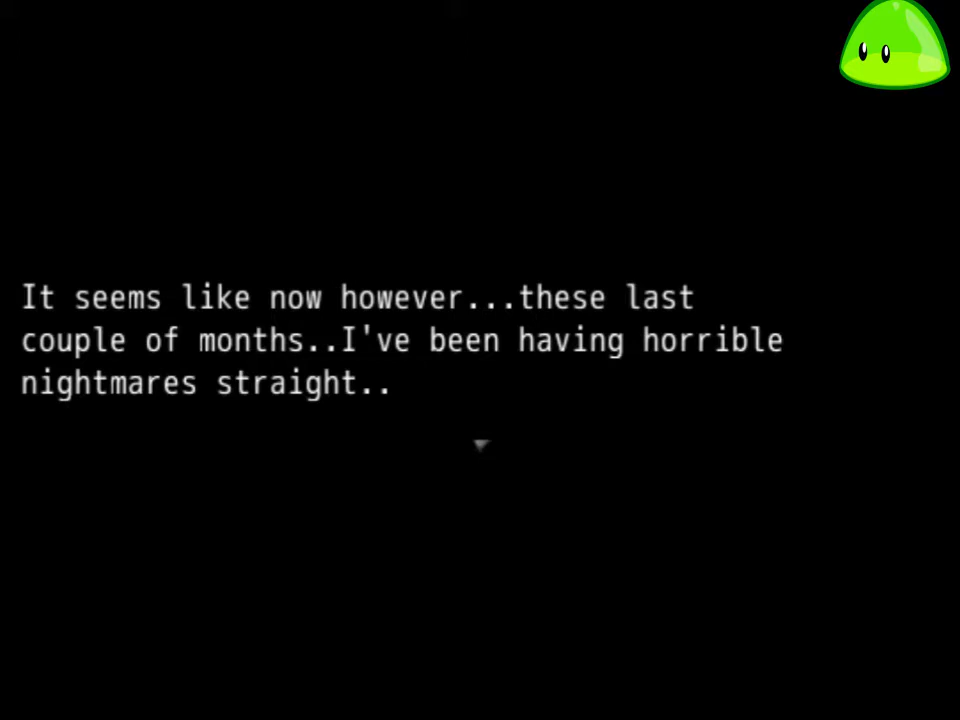 It seems like now however...these last
couple of months..I've been having horrible
nightmares straight..